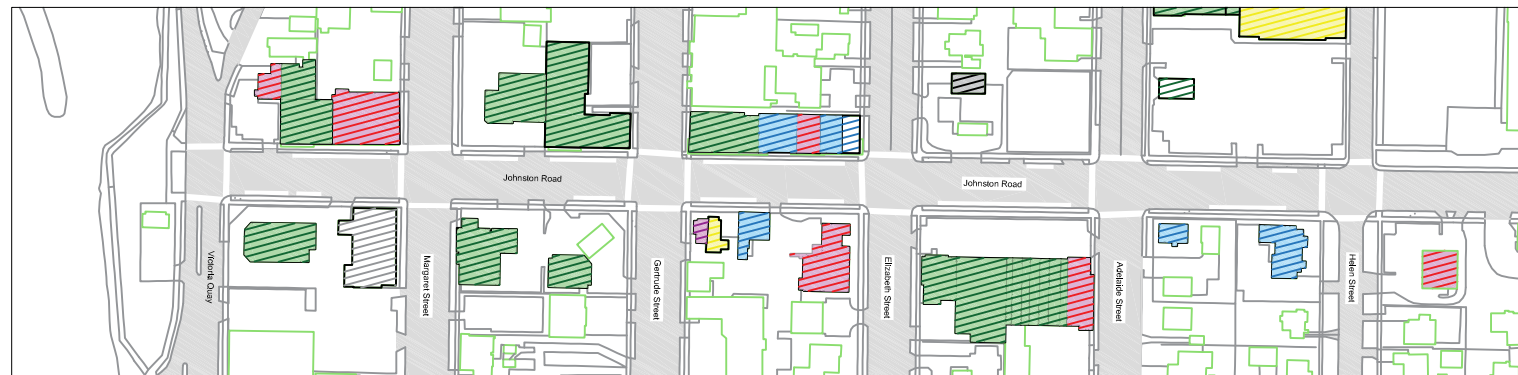 Johnston Road
Johnston Road
Victoria Quay
Margaret Street
Gertrude Street
Elizabeth Street
Adelaide Street
Helen Street